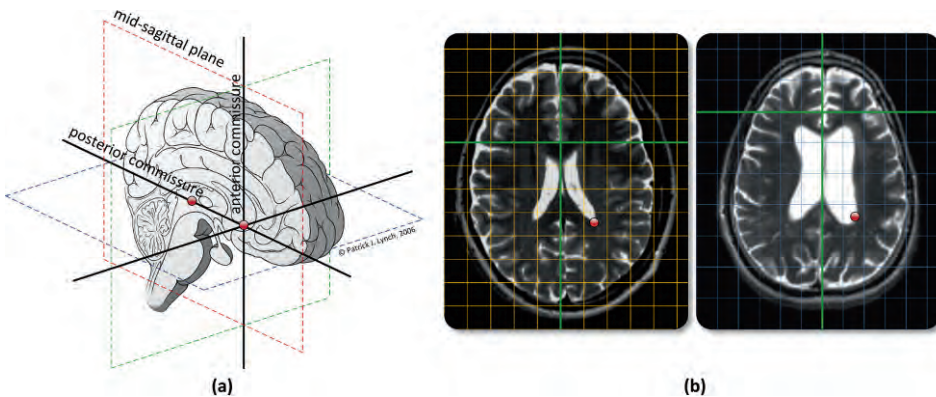 mid-sagittal plane
anterior commissure
posterior commissure
© Patrick J. Lynch, 2006
(a)
(b)